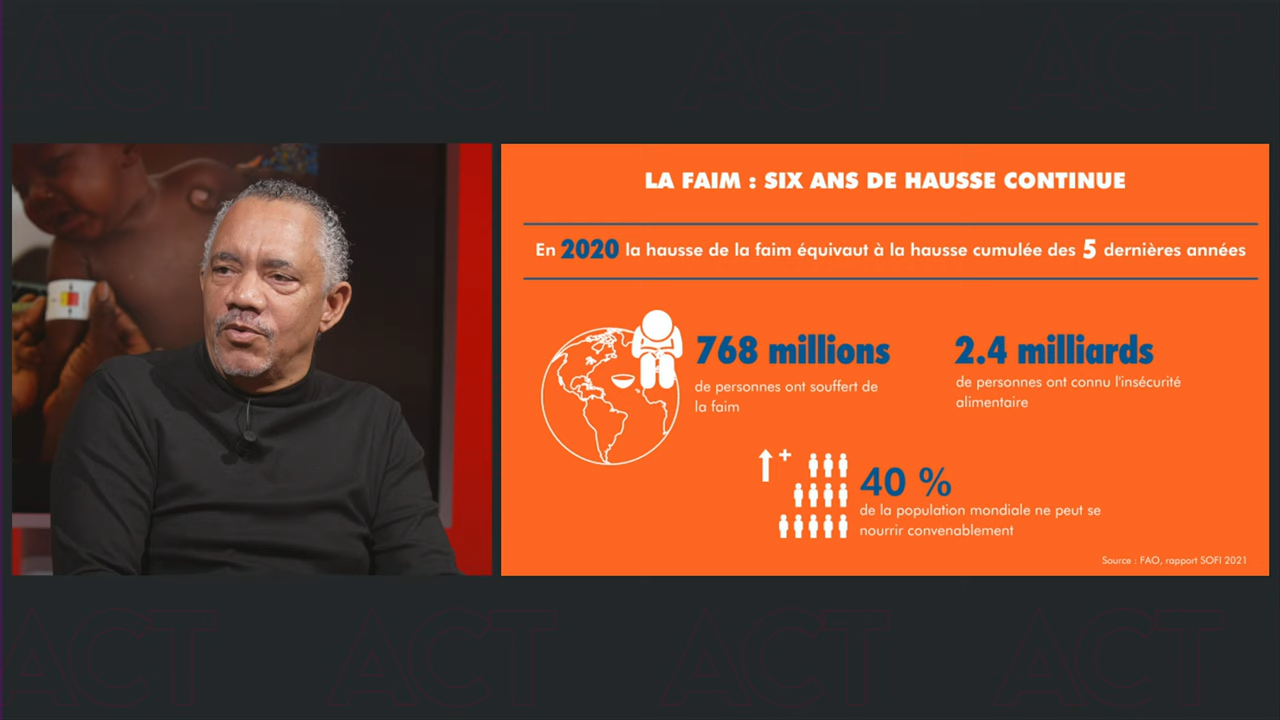 ACT ACT ACT ACT
LA FAIM : SIX ANS DE HAUSSE CONTINUE
En 2020 la hausse de la faim équivaut à la hausse cumulée des 5 dernières années
768 millions
de personnes ont souffert de
la faim
2.4 milliards
de personnes ont connu l'insécurité
alimentaire
40 %
de la population mondiale ne peut se
nourrir convenablement
Source : FAO, rapport SOFI 2021
ACT ACT ACT ACT